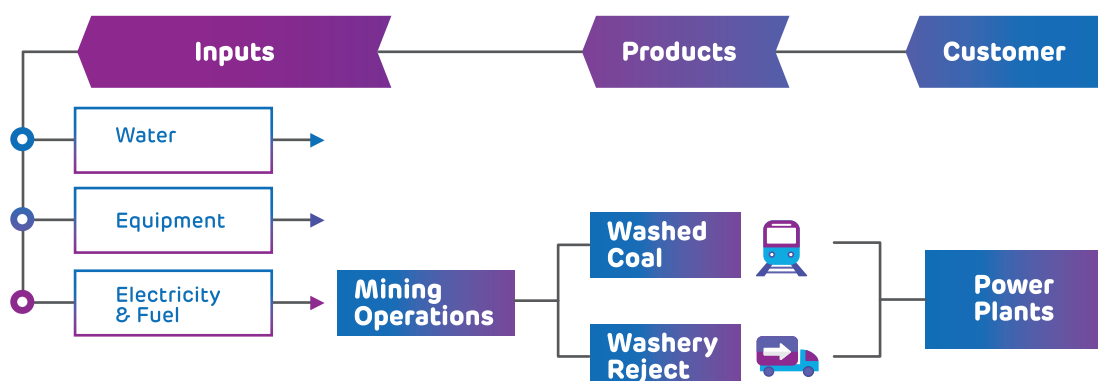 Inputs
Products
Customer
Water
Equipment
Electricity
& Fuel
Mining
Operations
Washed
Coal
Washery
Reject
Power
Plants